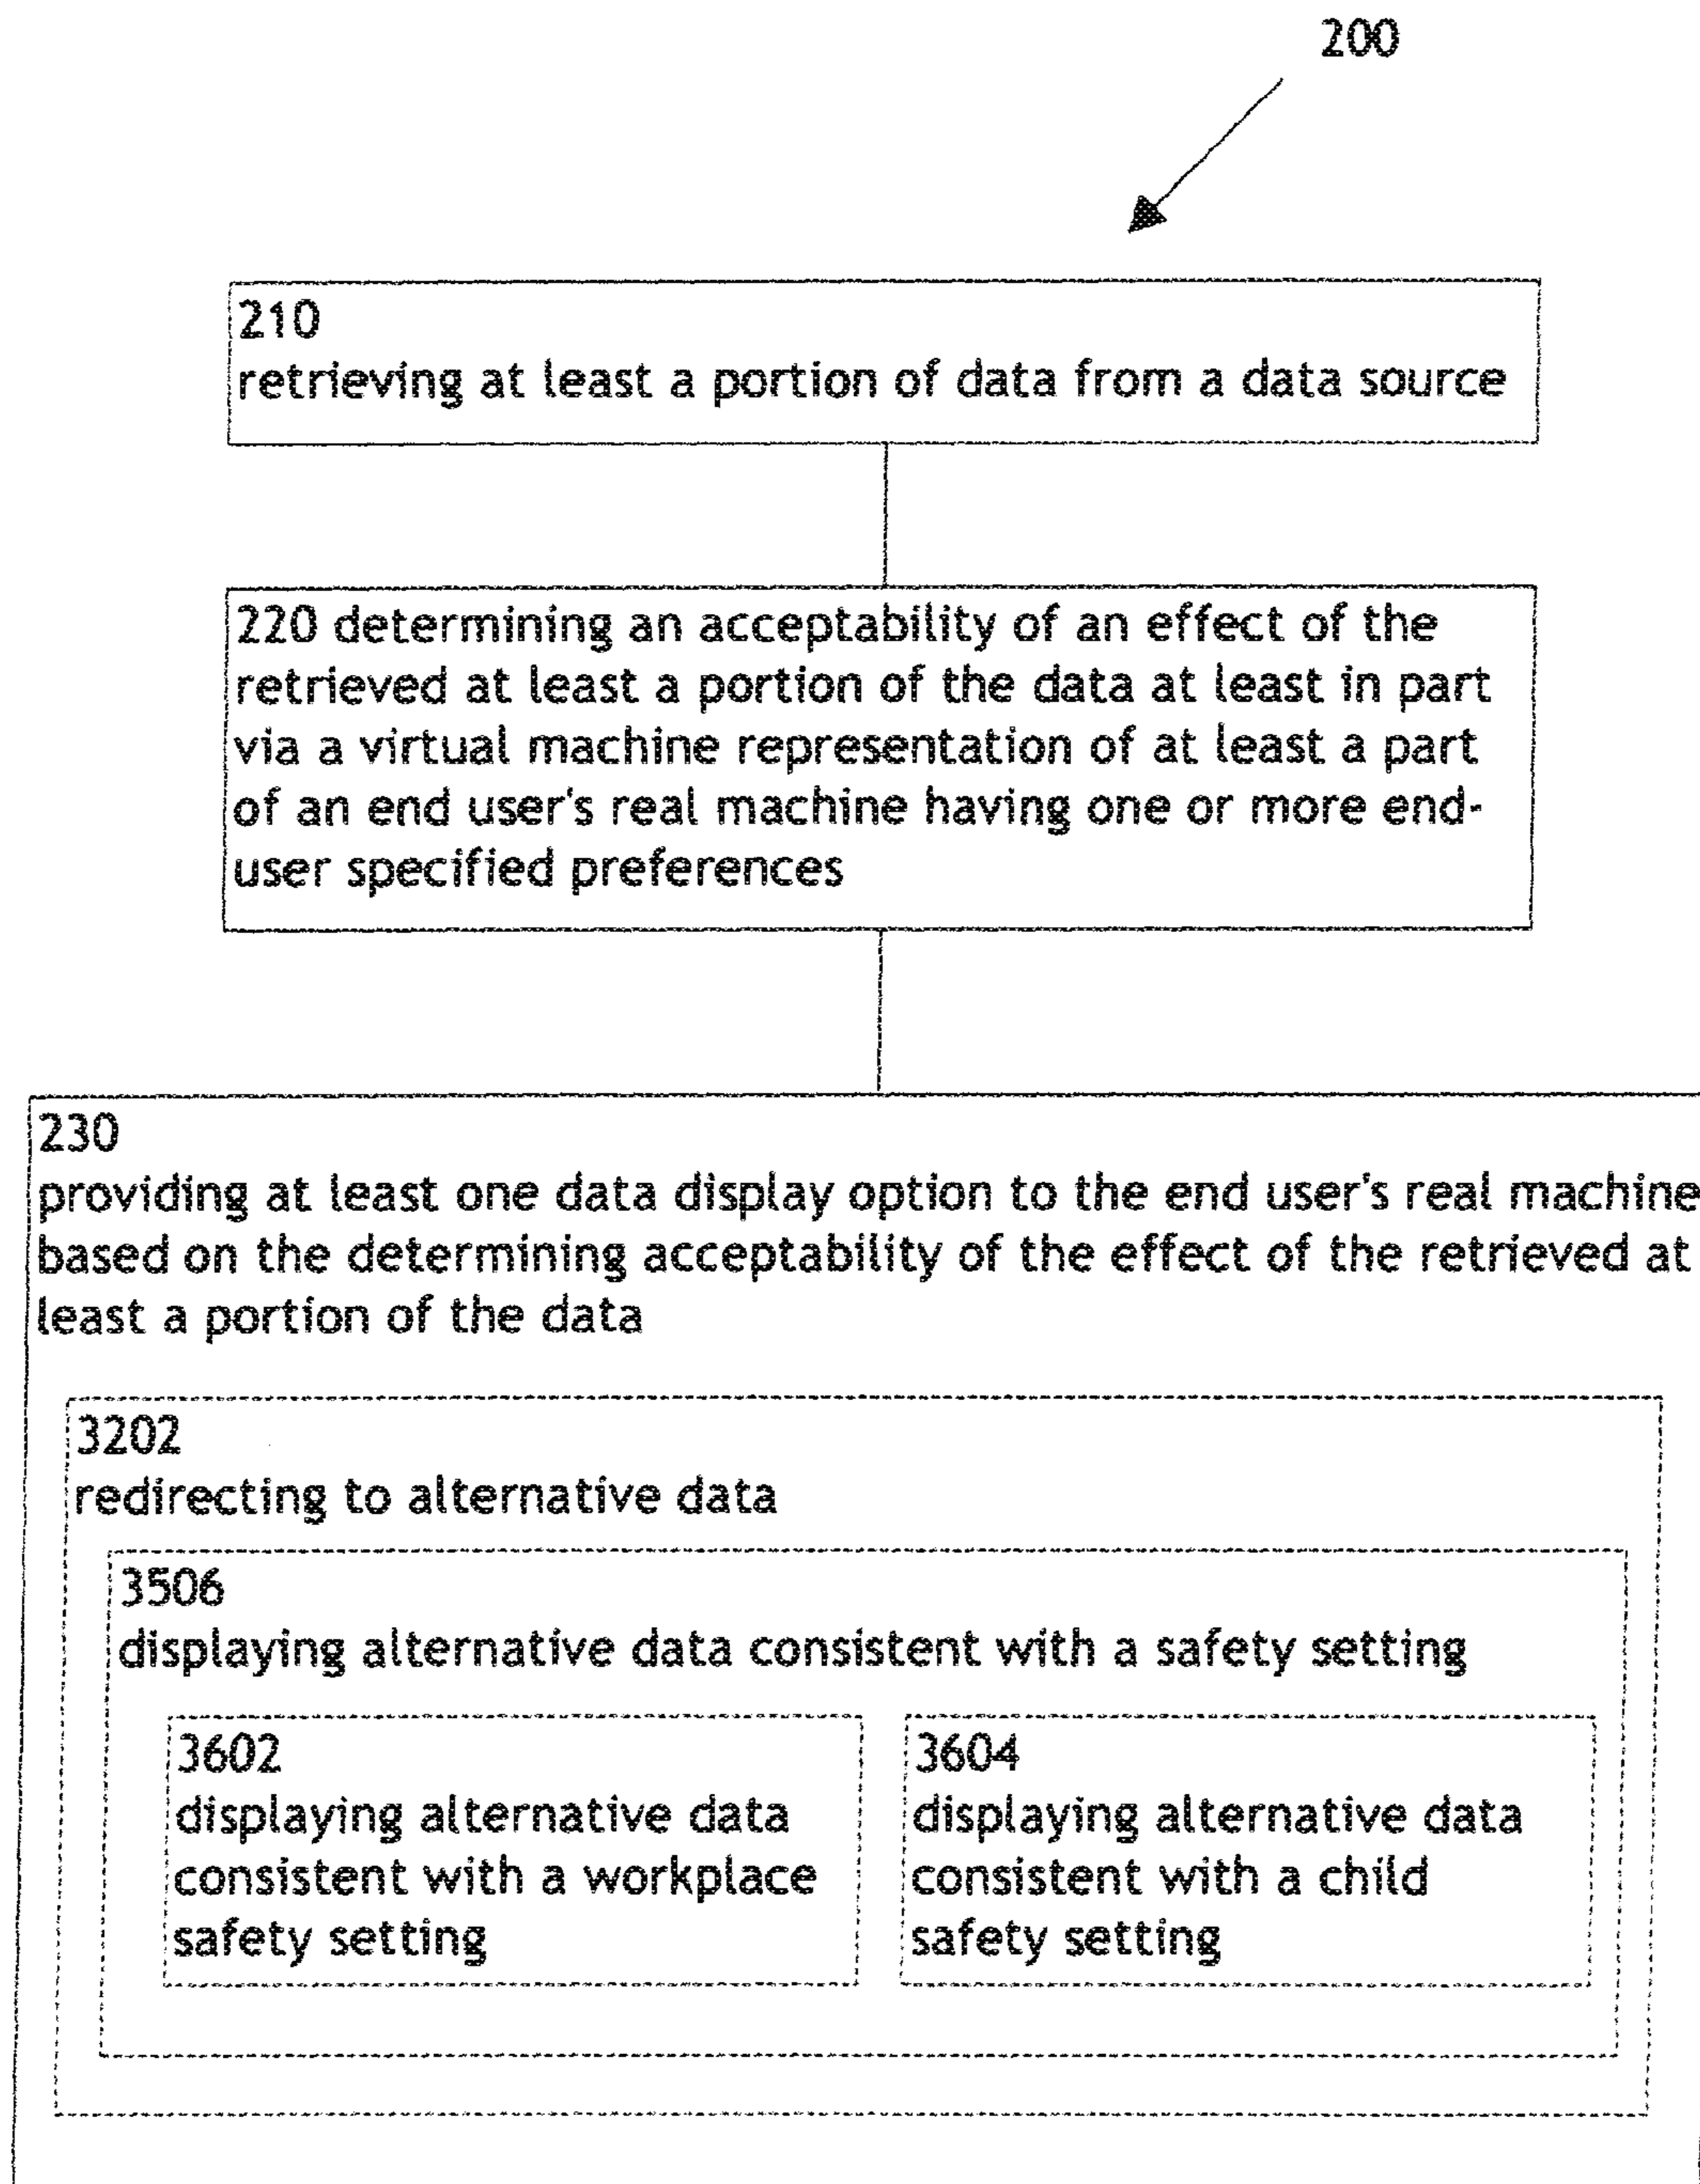 200
210
retrieving at least a portion of data from a data source
220 determining an acceptability of an effect of the
retrieved at least a portion of the data at least in part
via a virtual machine representation of at least a part
of an end user's real machine having one or more end-
user specified preferences
230
providing at least one data display option to the end user's real machine
based on the determining acceptability of the effect of the retrieved at
least a portion of the data
3202
redirecting to alternative data
3506
displaying alternative data consistent with a safety setting
3602
displaying alternative data
consistent with a workplace
safety setting
3604
displaying alternative data
consistent with a child
safety setting